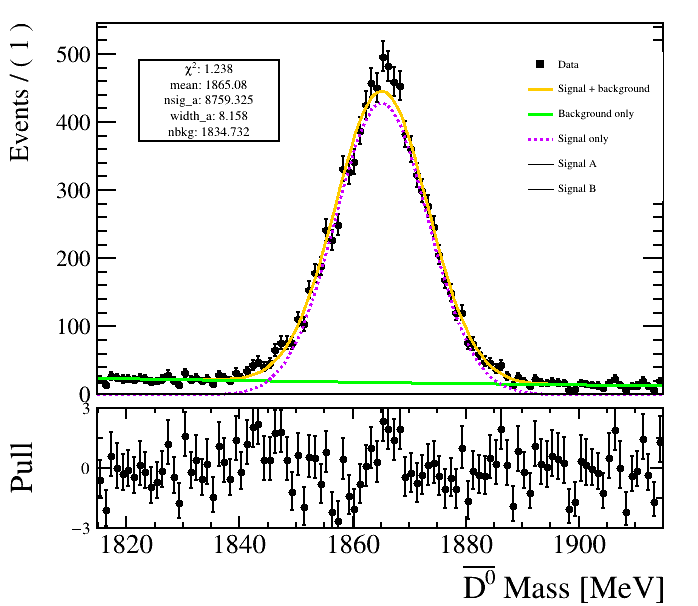 Events / ( 1 )
500
400
300
200
100
0
χ²: 1.238
mean: 1865.08
nsig_a: 8759.325
width_a: 8.158
nbkg: 1834.732
Data
Signal + background
Background only
Signal only
Signal A
Signal B
Pull
3
0
−3
1820 1840 1860 1880 1900
D⁰ Mass [MeV]